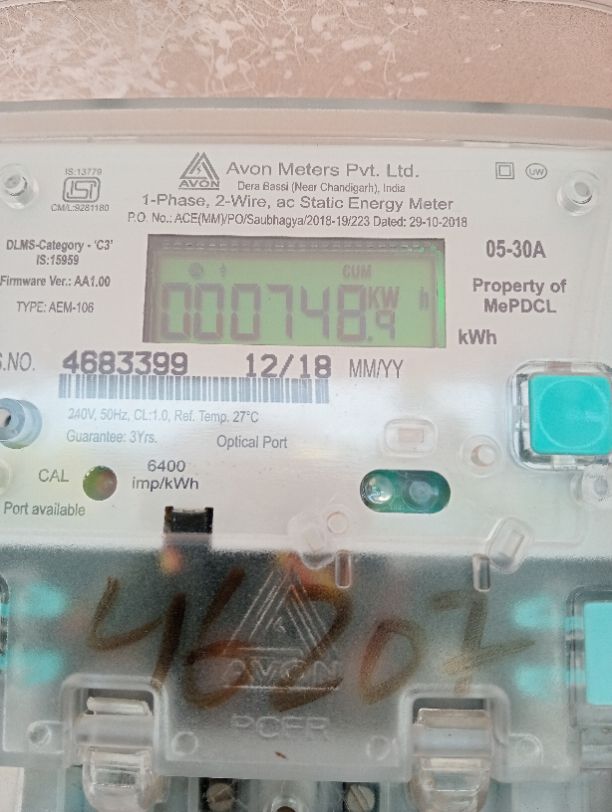 IS:13779
ISI
CM/L:9281180
AVON
Avon Meters Pvt. Ltd.
Dera Bassi (Near Chandigarh), India
UW
1-Phase, 2-Wire, ac Static Energy Meter
P.O. No.: ACE(MM)/PO/Saubhagya/2018-19/223 Dated: 29-10-2018
DLMS-Category - 'C3'
IS:15959
Firmware Ver.: AA1.00
TYPE: AEM-106
CUM
000748.9 KW h
05-30A
Property of
MePDCL
kWh
S.NO. 4683399 12/18 MM/YY
240V, 50Hz, CL:1.0, Ref. Temp. 27°C
Guarantee: 3Yrs. Optical Port
CAL 6400
imp/kWh
Port available
46207
AVON